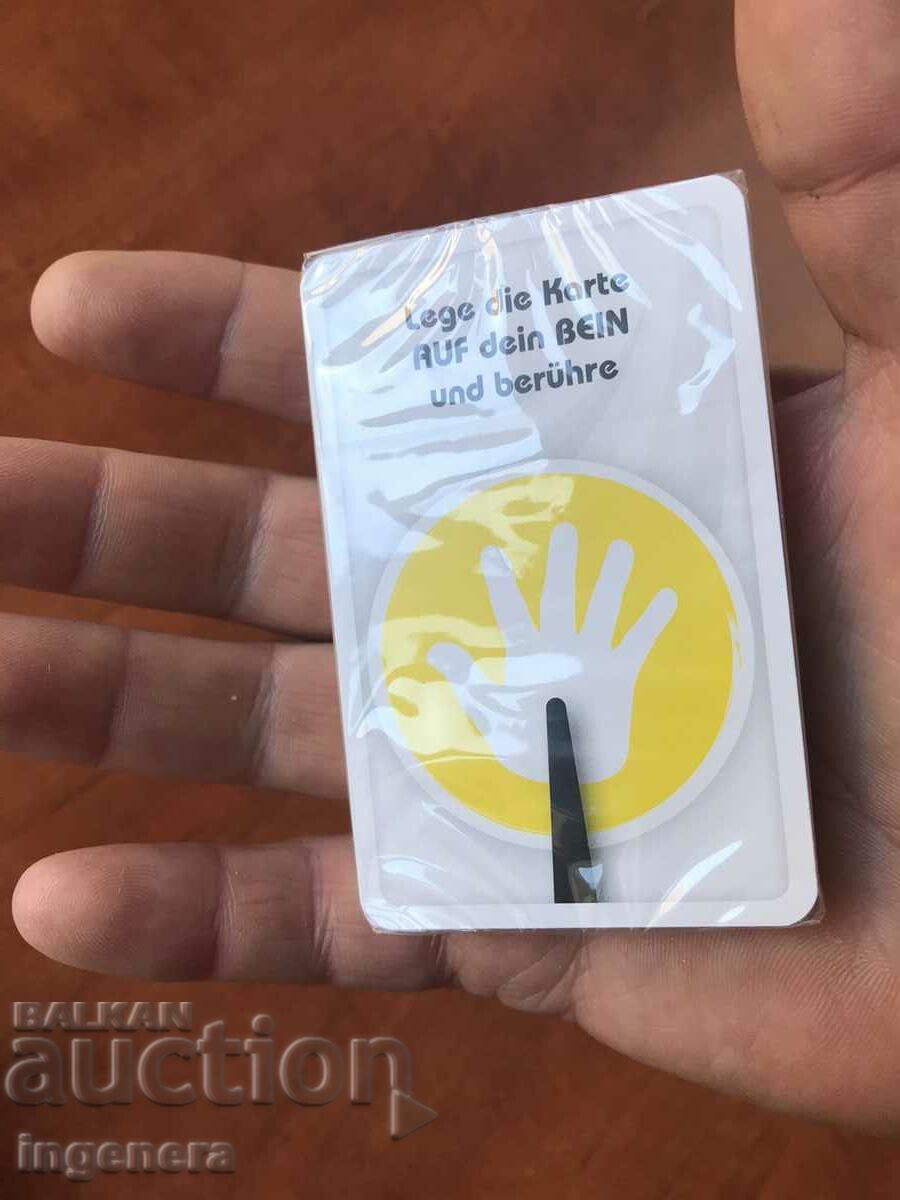 Lege die Karte
AUF dein BEIN
und berühre
BALKAN
auction
ingenera